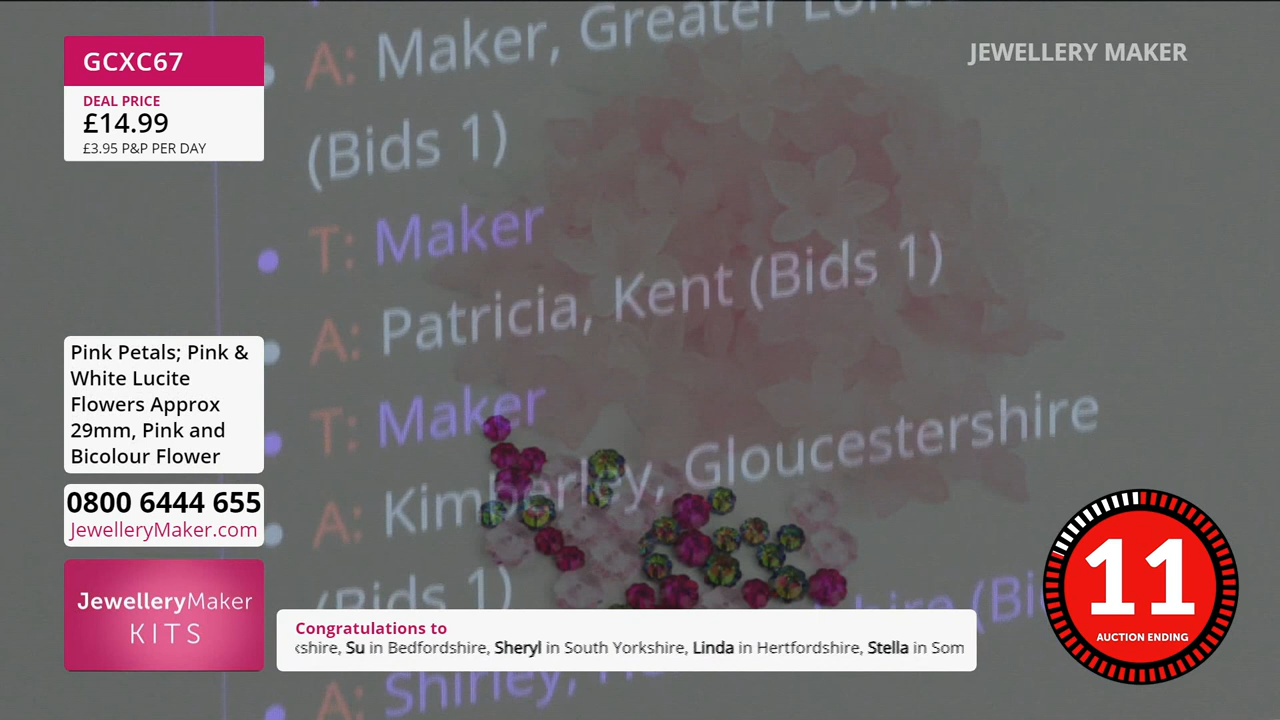 GCXC67
DEAL PRICE
£14.99
£3.95 P&P PER DAY
JEWELLERY MAKER
A: Maker, Greater
(Bids 1)
T: Maker
A: Patricia, Kent (Bids 1)
T: Maker
A: Kimberley, Gloucestershire
(Bids 1)
A: Shirley,
Pink Petals; Pink &
White Lucite
Flowers Approx
29mm, Pink and
Bicolour Flower
0800 6444 655
JewelleryMaker.com
JewelleryMaker
KITS
Congratulations to
kshire, Su in Bedfordshire, Sheryl in South Yorkshire, Linda in Hertfordshire, Stella in Som
11
AUCTION ENDING